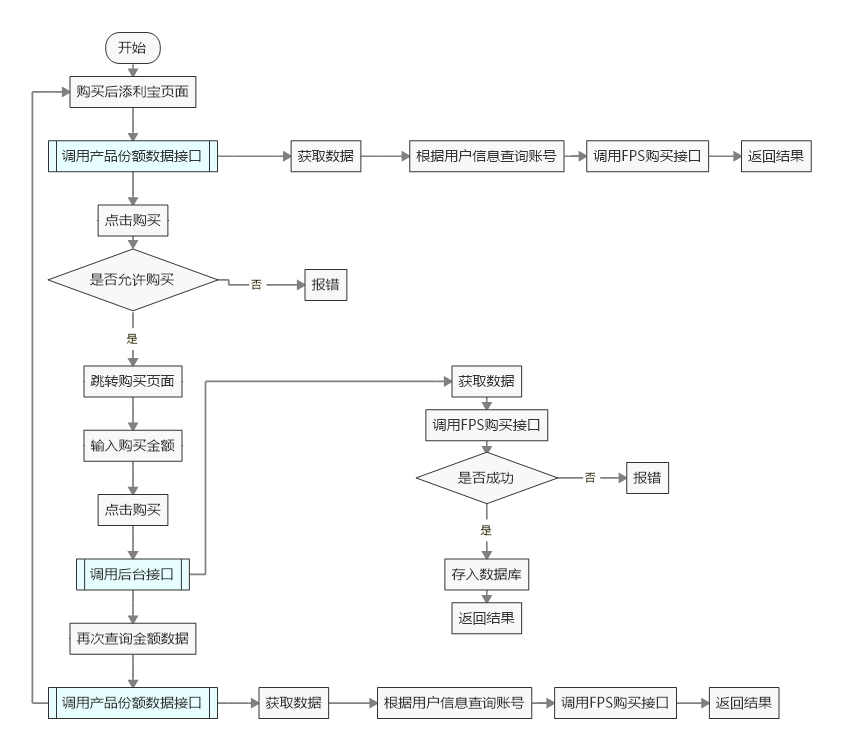 开始
购买后添利宝页面
调用产品份额数据接口
获取数据
根据用户信息查询账号
调用FPS购买接口
返回结果
点击购买
是否允许购买
否
报错
是
跳转购买页面
获取数据
调用FPS购买接口
输入购买金额
是否成功
否
报错
点击购买
是
调用后台接口
存入数据库
返回结果
再次查询金额数据
调用产品份额数据接口
获取数据
根据用户信息查询账号
调用FPS购买接口
返回结果